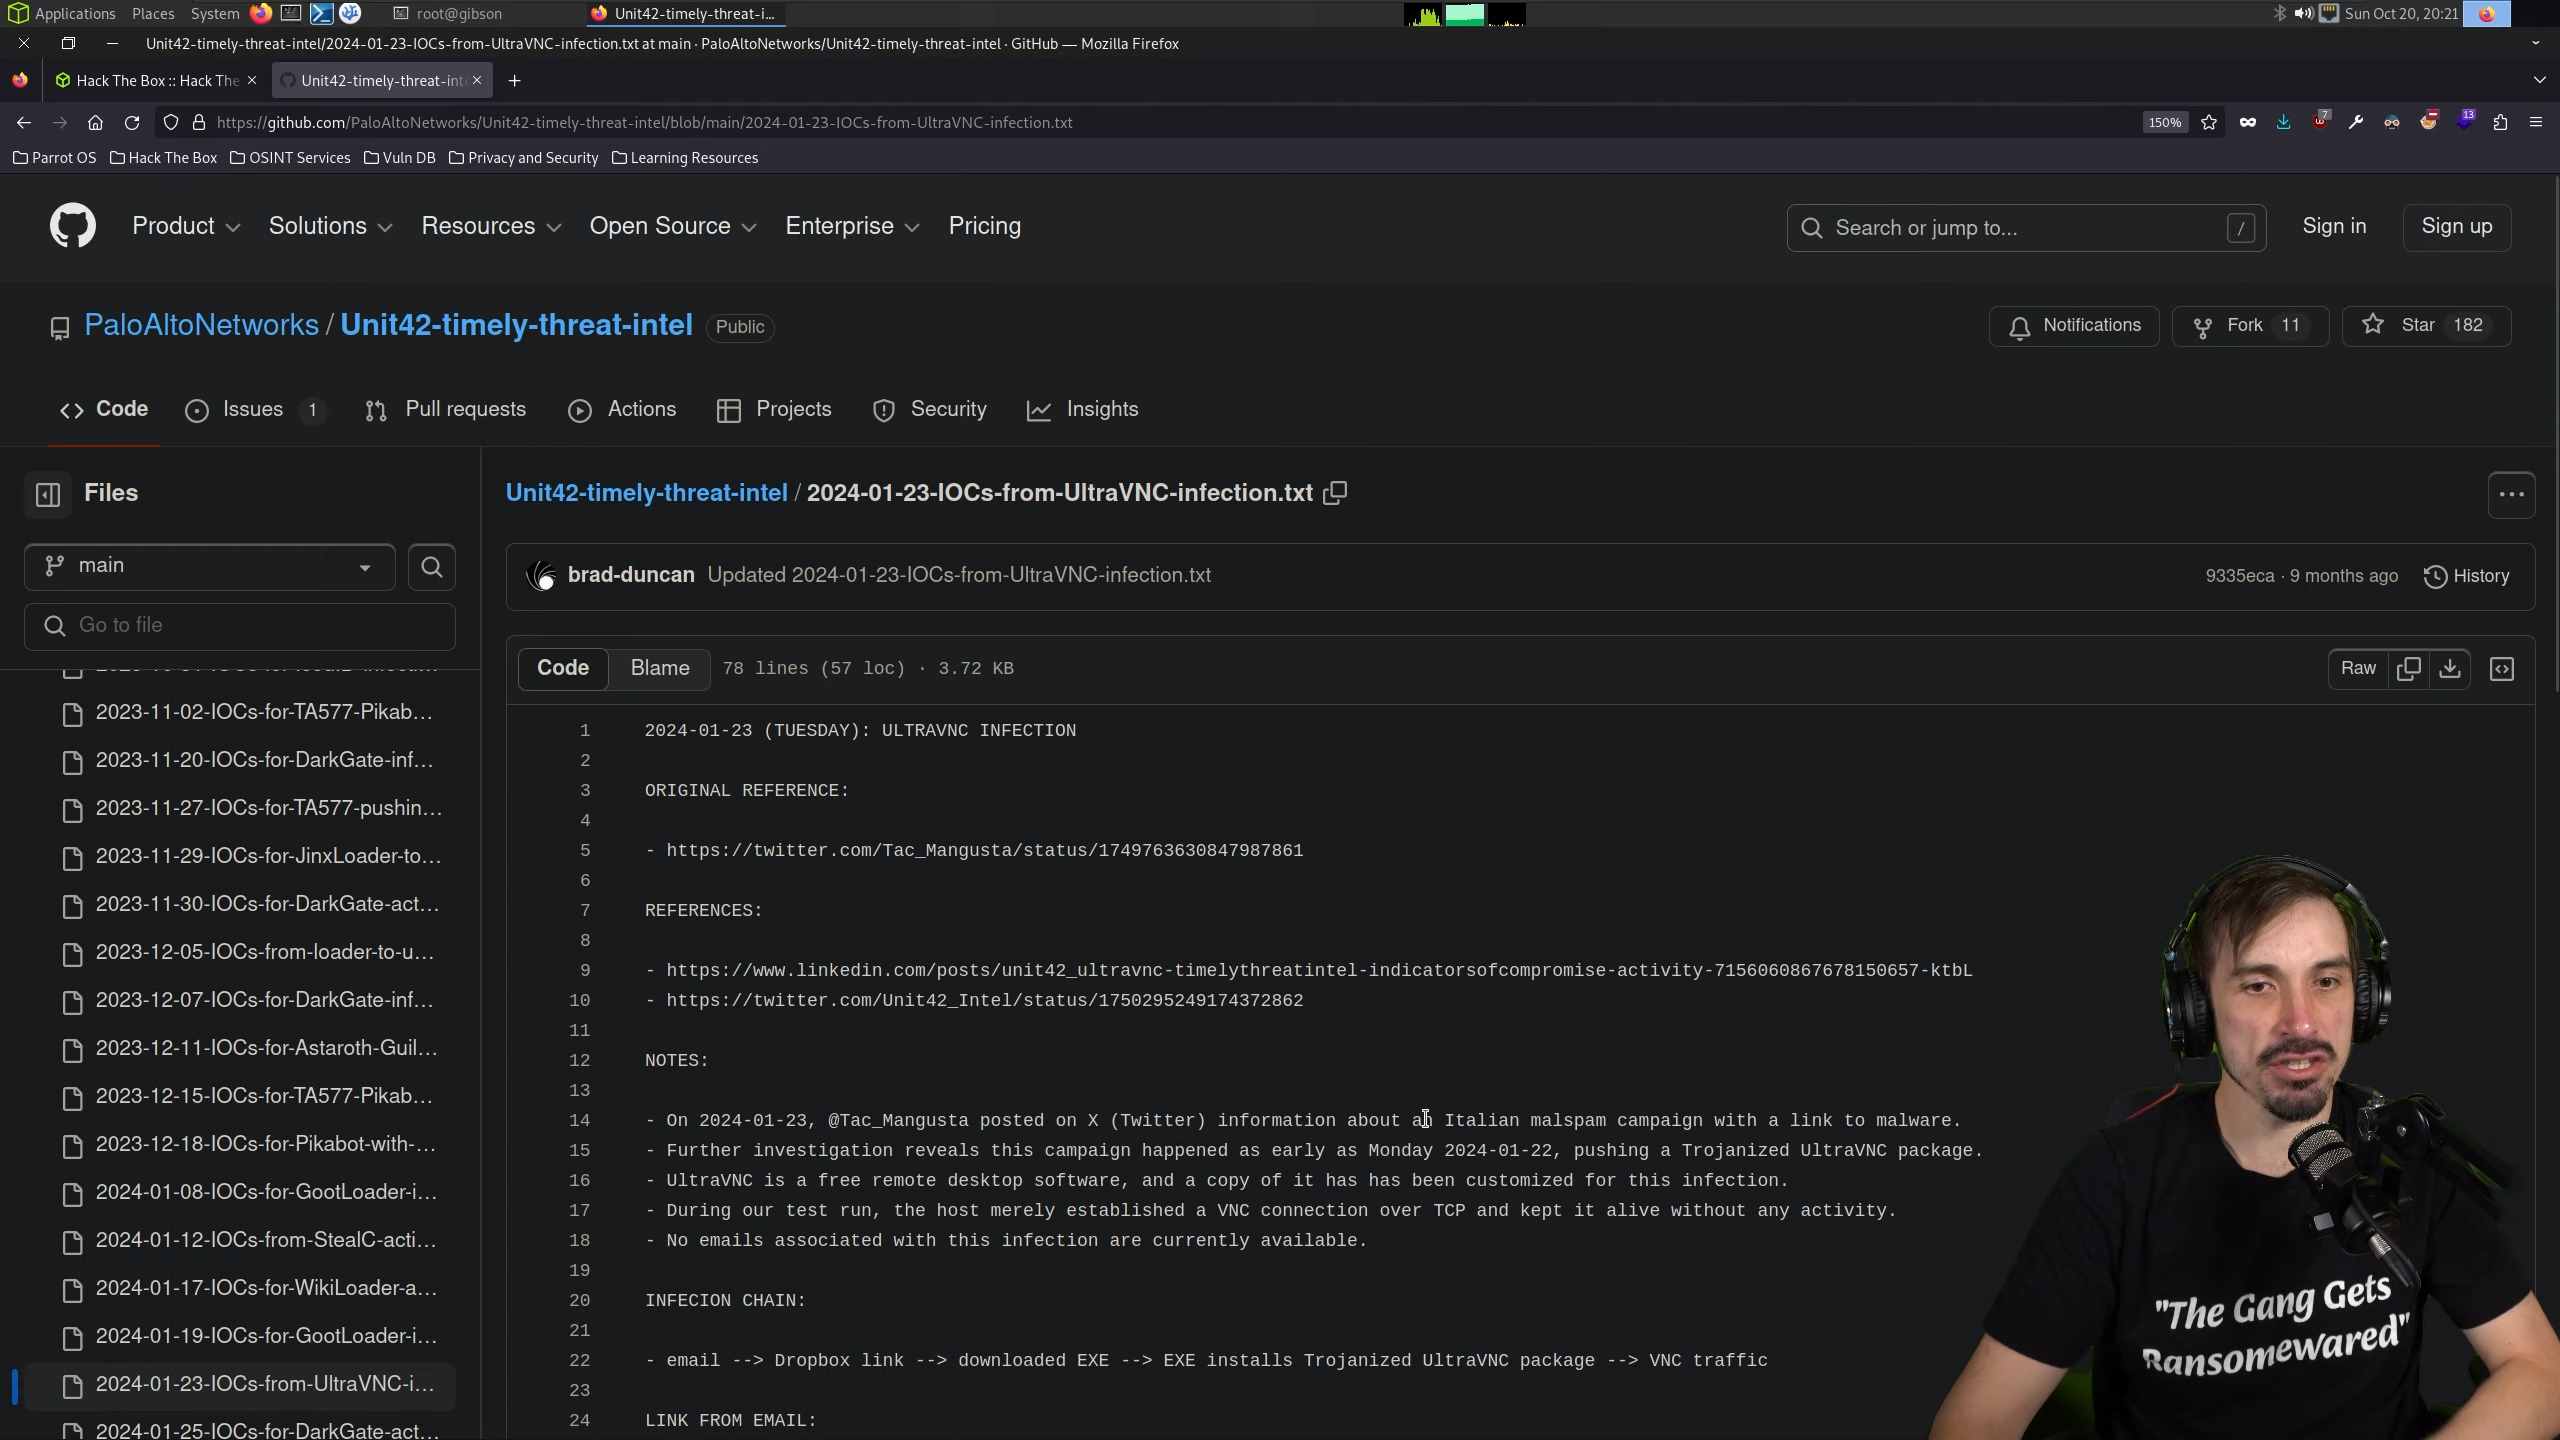 Applications Places System root@gibson Unit42-timely-threat-i... Sun Oct 20, 20:21
Unit42-timely-threat-intel/2024-01-23-IOCs-from-UltraVNC-infection.txt at main · PaloAltoNetworks/Unit42-timely-threat-intel · GitHub — Mozilla Firefox
Hack The Box :: Hack The Unit42-timely-threat-int
https://github.com/PaloAltoNetworks/Unit42-timely-threat-intel/blob/main/2024-01-23-IOCs-from-UltraVNC-infection.txt 150% 7 13
Parrot OS Hack The Box OSINT Services Vuln DB Privacy and Security Learning Resources
Product Solutions Resources Open Source Enterprise Pricing Search or jump to... / Sign in Sign up
PaloAltoNetworks / Unit42-timely-threat-intel Public Notifications Fork 11 Star 182
Code Issues 1 Pull requests Actions Projects Security Insights
Files
main
Go to file
2023-11-02-IOCs-for-TA577-Pikab...
2023-11-20-IOCs-for-DarkGate-inf...
2023-11-27-IOCs-for-TA577-pushin...
2023-11-29-IOCs-for-JinxLoader-to...
2023-11-30-IOCs-for-DarkGate-act...
2023-12-05-IOCs-from-loader-to-u...
2023-12-07-IOCs-for-DarkGate-inf...
2023-12-11-IOCs-for-Astaroth-Guil...
2023-12-15-IOCs-for-TA577-Pikab...
2023-12-18-IOCs-for-Pikabot-with-...
2024-01-08-IOCs-for-GootLoader-i...
2024-01-12-IOCs-from-StealC-acti...
2024-01-17-IOCs-for-WikiLoader-a...
2024-01-19-IOCs-for-GootLoader-i...
2024-01-23-IOCs-from-UltraVNC-i...
2024-01-25-IOCs-for-DarkGate-act...
Unit42-timely-threat-intel / 2024-01-23-IOCs-from-UltraVNC-infection.txt
brad-duncan Updated 2024-01-23-IOCs-from-UltraVNC-infection.txt 9335eca · 9 months ago History
Code Blame 78 lines (57 loc) · 3.72 KB Raw
1 2024-01-23 (TUESDAY): ULTRAVNC INFECTION
2
3 ORIGINAL REFERENCE:
4
5 - https://twitter.com/Tac_Mangusta/status/1749763630847987861
6
7 REFERENCES:
8
9 - https://www.linkedin.com/posts/unit42_ultravnc-timelythreatintel-indicatorsofcompromise-activity-7156060867678150657-ktbL
10 - https://twitter.com/Unit42_Intel/status/1750295249174372862
11
12 NOTES:
13
14 - On 2024-01-23, @Tac_Mangusta posted on X (Twitter) information about an Italian malspam campaign with a link to malware.
15 - Further investigation reveals this campaign happened as early as Monday 2024-01-22, pushing a Trojanized UltraVNC package.
16 - UltraVNC is a free remote desktop software, and a copy of it has has been customized for this infection.
17 - During our test run, the host merely established a VNC connection over TCP and kept it alive without any activity.
18 - No emails associated with this infection are currently available.
19
20 INFECION CHAIN:
21
22 - email --> Dropbox link --> downloaded EXE --> EXE installs Trojanized UltraVNC package --> VNC traffic
23
24 LINK FROM EMAIL:
"The Gang Gets
Ransomewared"